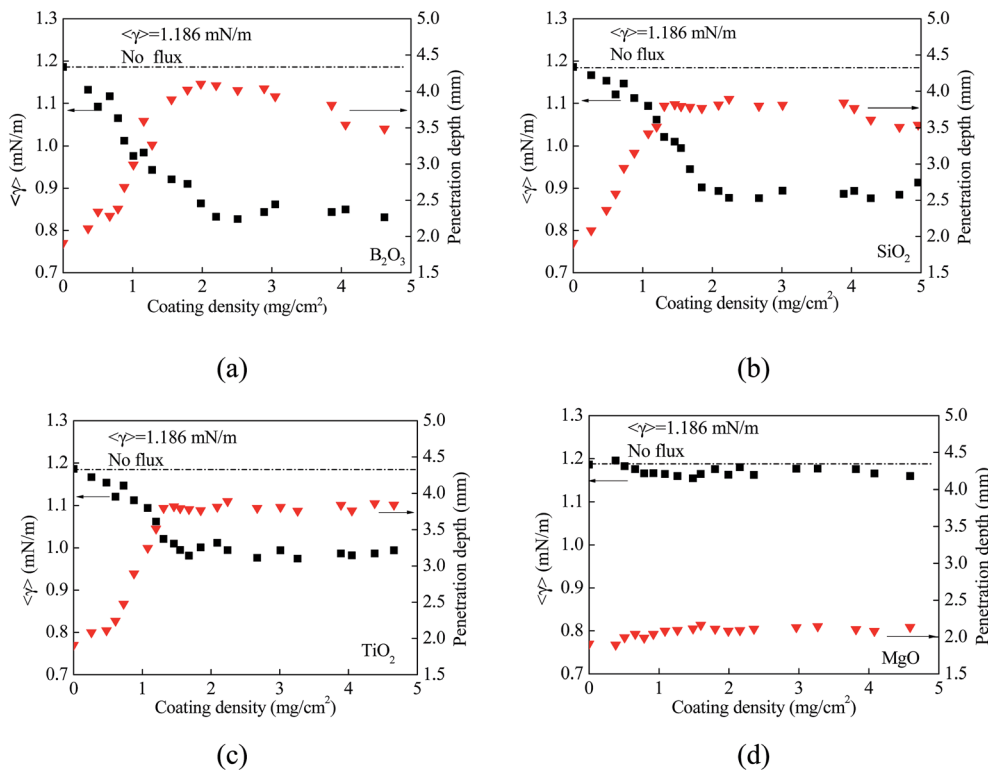 (a)
<γ>=1.186 mN/m
No flux
B₂O₃
<γ> (mN/m)
1.3
1.2
1.1
1.0
0.9
0.8
0.7
Penetration depth (mm)
5.0
4.5
4.0
3.5
3.0
2.5
2.0
1.5
0 1 2 3 4 5
Coating density (mg/cm²)
(b)
<γ>=1.186 mN/m
No flux
SiO₂
<γ> (mN/m)
1.3
1.2
1.1
1.0
0.9
0.8
0.7
Penetration depth (mm)
5.0
4.5
4.0
3.5
3.0
2.5
2.0
1.5
0 1 2 3 4 5
Coating density (mg/cm²)
(c)
<γ>=1.186 mN/m
No flux
TiO₂
<γ> (mN/m)
1.3
1.2
1.1
1.0
0.9
0.8
0.7
Penetration depth (mm)
5.0
4.5
4.0
3.5
3.0
2.5
2.0
1.5
0 1 2 3 4 5
Coating density (mg/cm²)
(d)
<γ>=1.186 mN/m
No flux
MgO
<γ> (mN/m)
1.3
1.2
1.1
1.0
0.9
0.8
0.7
Penetration depth (mm)
5.0
4.5
4.0
3.5
3.0
2.5
2.0
1.5
0 1 2 3 4 5
Coating density (mg/cm²)